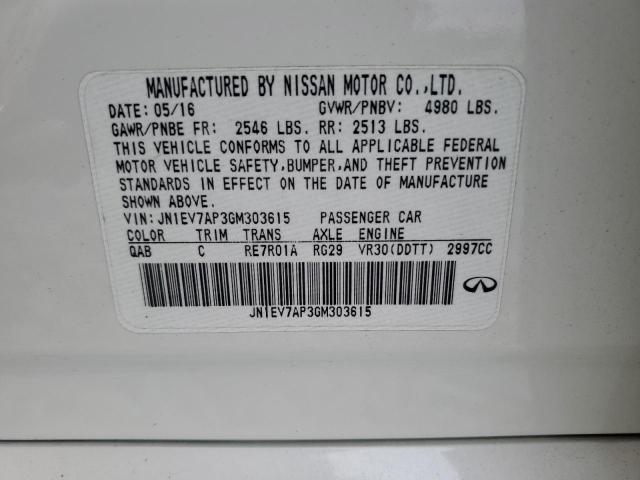 MANUFACTURED BY NISSAN MOTOR CO.,LTD.
DATE: 05/16 GVWR/PNBV: 4980 LBS.
GAWR/PNBE FR: 2546 LBS. RR: 2513 LBS.
THIS VEHICLE CONFORMS TO ALL APPLICABLE FEDERAL
MOTOR VEHICLE SAFETY,BUMPER,AND THEFT PREVENTION
STANDARDS IN EFFECT ON THE DATE OF MANUFACTURE
SHOWN ABOVE.
VIN: JN1EV7AP3GM303615 PASSENGER CAR
COLOR TRIM TRANS AXLE ENGINE
QAB C RE7R01A RG29 VR30(DDTT) 2997CC
JN1EV7AP3GM303615